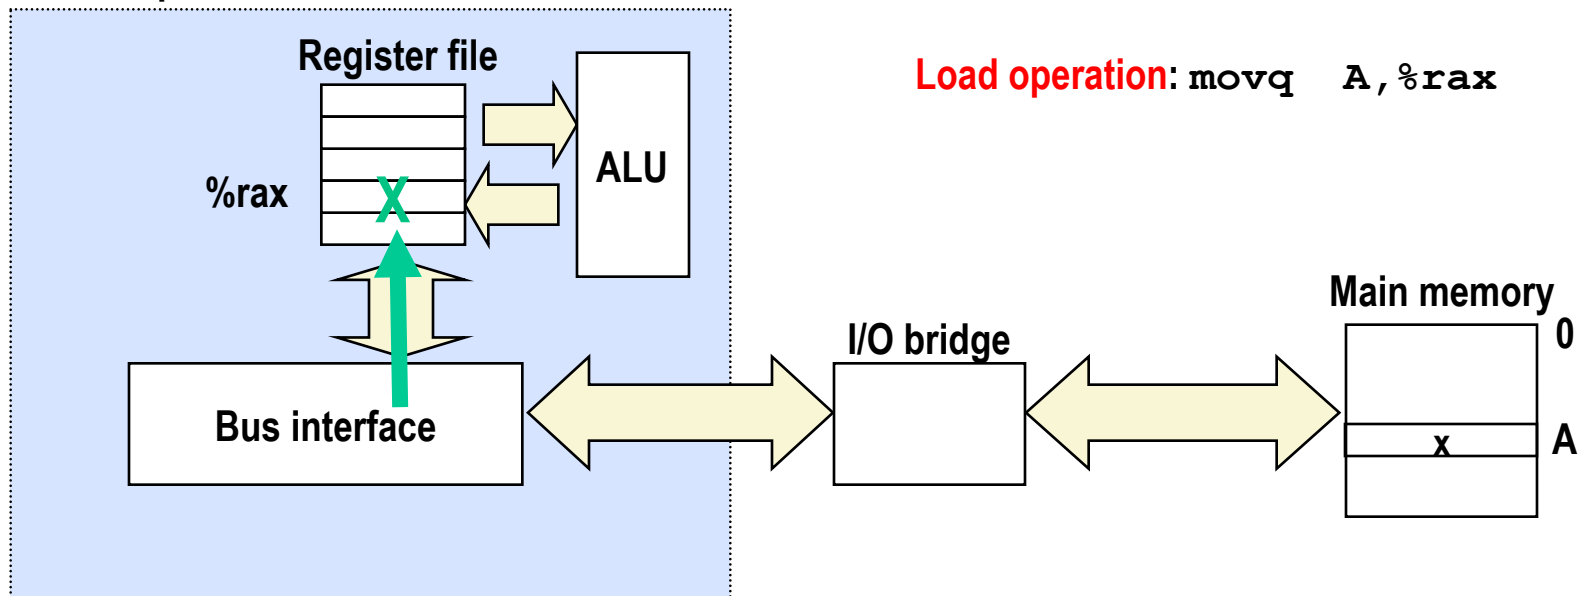 Register file
Load operation: movq A,%rax
ALU
%rax
X
Main memory
0
I/O bridge
Bus interface
x
A